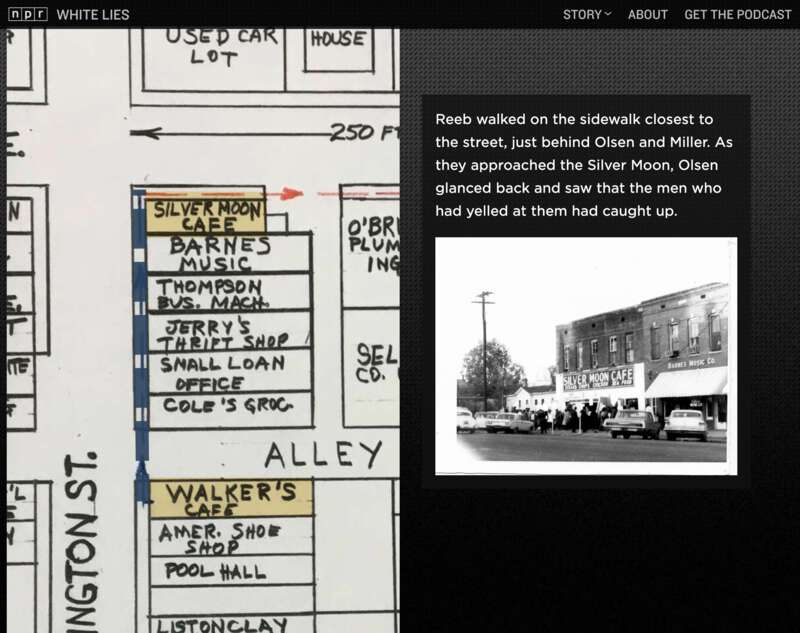 npr WHITE LIES
STORY
ABOUT
GET THE PODCAST
USED CAR
LOT
HOUSE
250 FT
SILVER MOON
CAFE
BARNES
MUSIC
THOMPSON
BUS. MACH.
JERRY'S
THRIFT SHOP
SMALL LOAN
OFFICE
COLE'S GROC.
O'BRI
PLUM
ING
SEL
CO.
ALLEY
WALKER'S
CAFE
AMER. SHOE
SHOP
POOL HALL
LISTONCLAY
INGTON ST.
Reeb walked on the sidewalk closest to
the street, just behind Olsen and Miller. As
they approached the Silver Moon, Olsen
glanced back and saw that the men who
had yelled at them had caught up.
SILVER MOON CAFE
BARNES MUSIC CO.